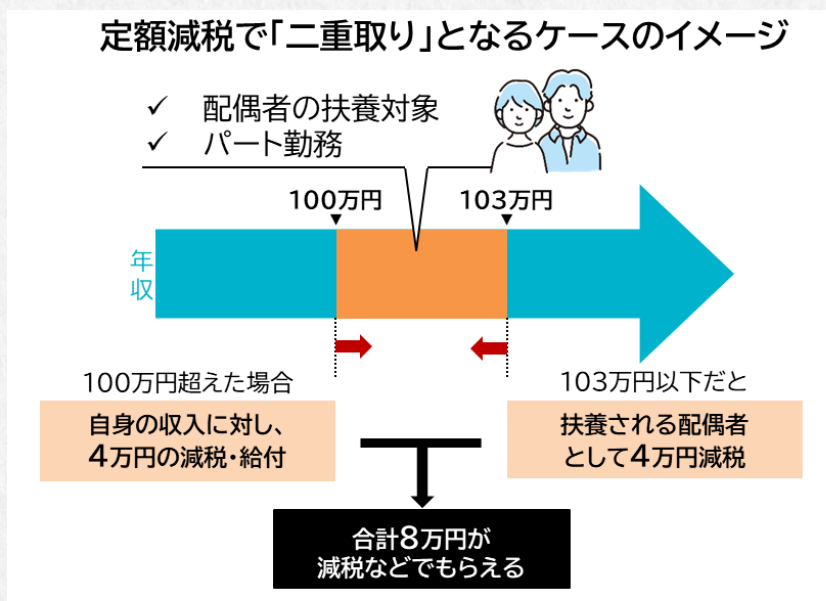 定額減税で「二重取り」となるケースのイメージ
✓ 配偶者の扶養対象
✓ パート勤務
100万円 103万円
年収
100万円超えた場合
自身の収入に対し、
4万円の減税・給付
103万円以下だと
扶養される配偶者
として4万円減税
合計8万円が
減税などでもらえる